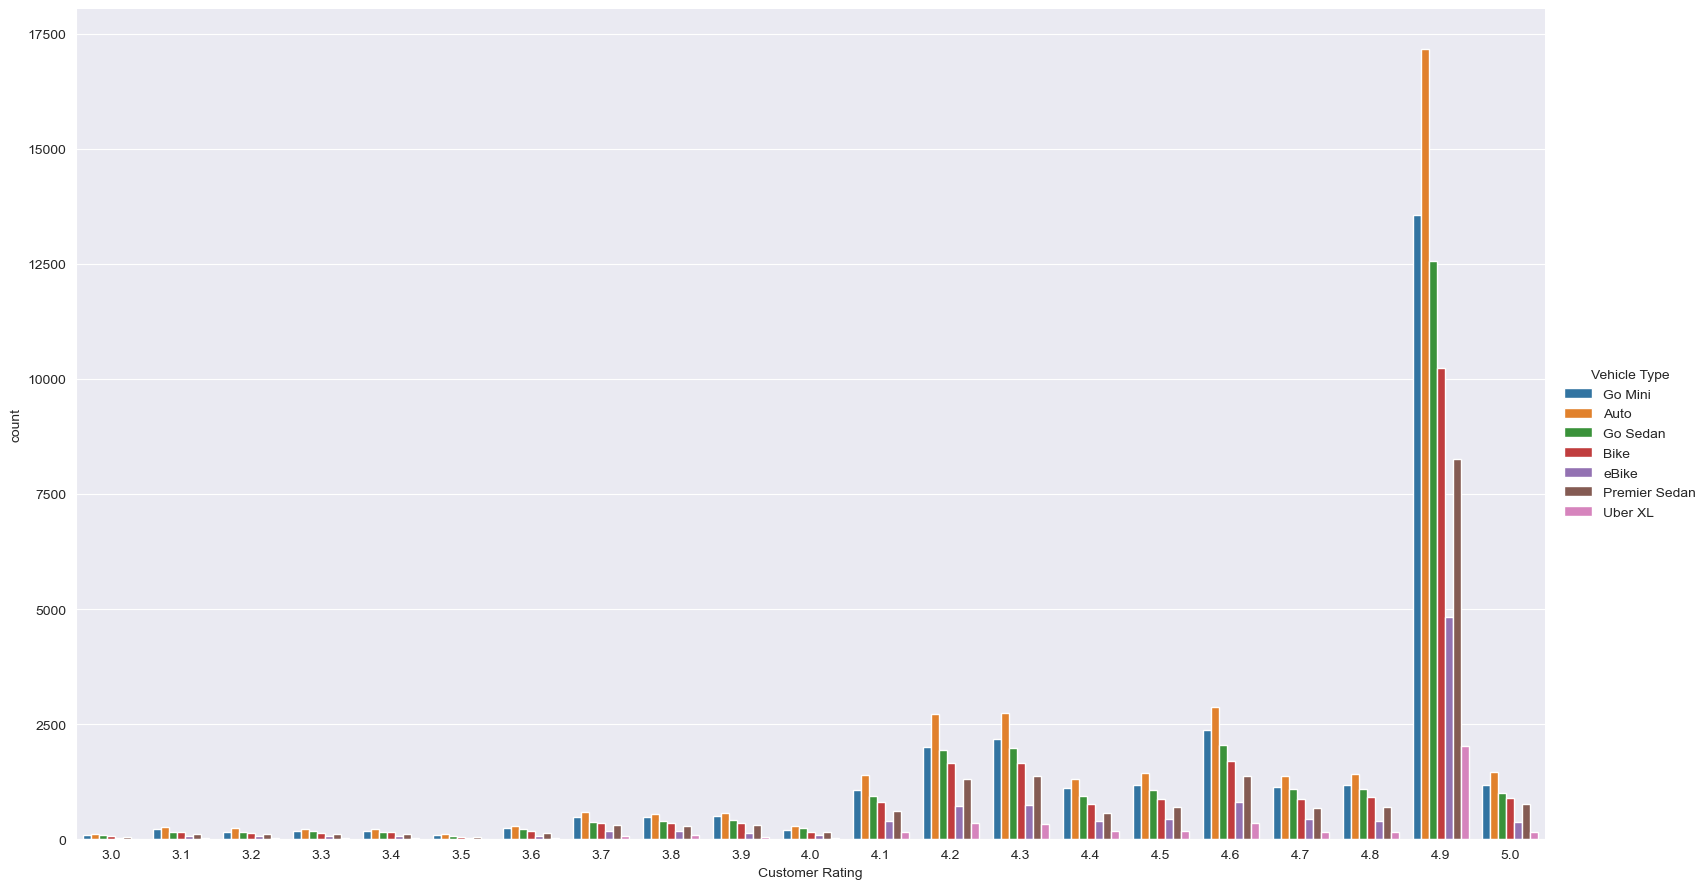 17500
15000
12500
10000
7500
5000
2500
0
count
3.0 3.1 3.2 3.3 3.4 3.5 3.6 3.7 3.8 3.9 4.0 4.1 4.2 4.3 4.4 4.5 4.6 4.7 4.8 4.9 5.0
Customer Rating
Vehicle Type
Go Mini
Auto
Go Sedan
Bike
eBike
Premier Sedan
Uber XL